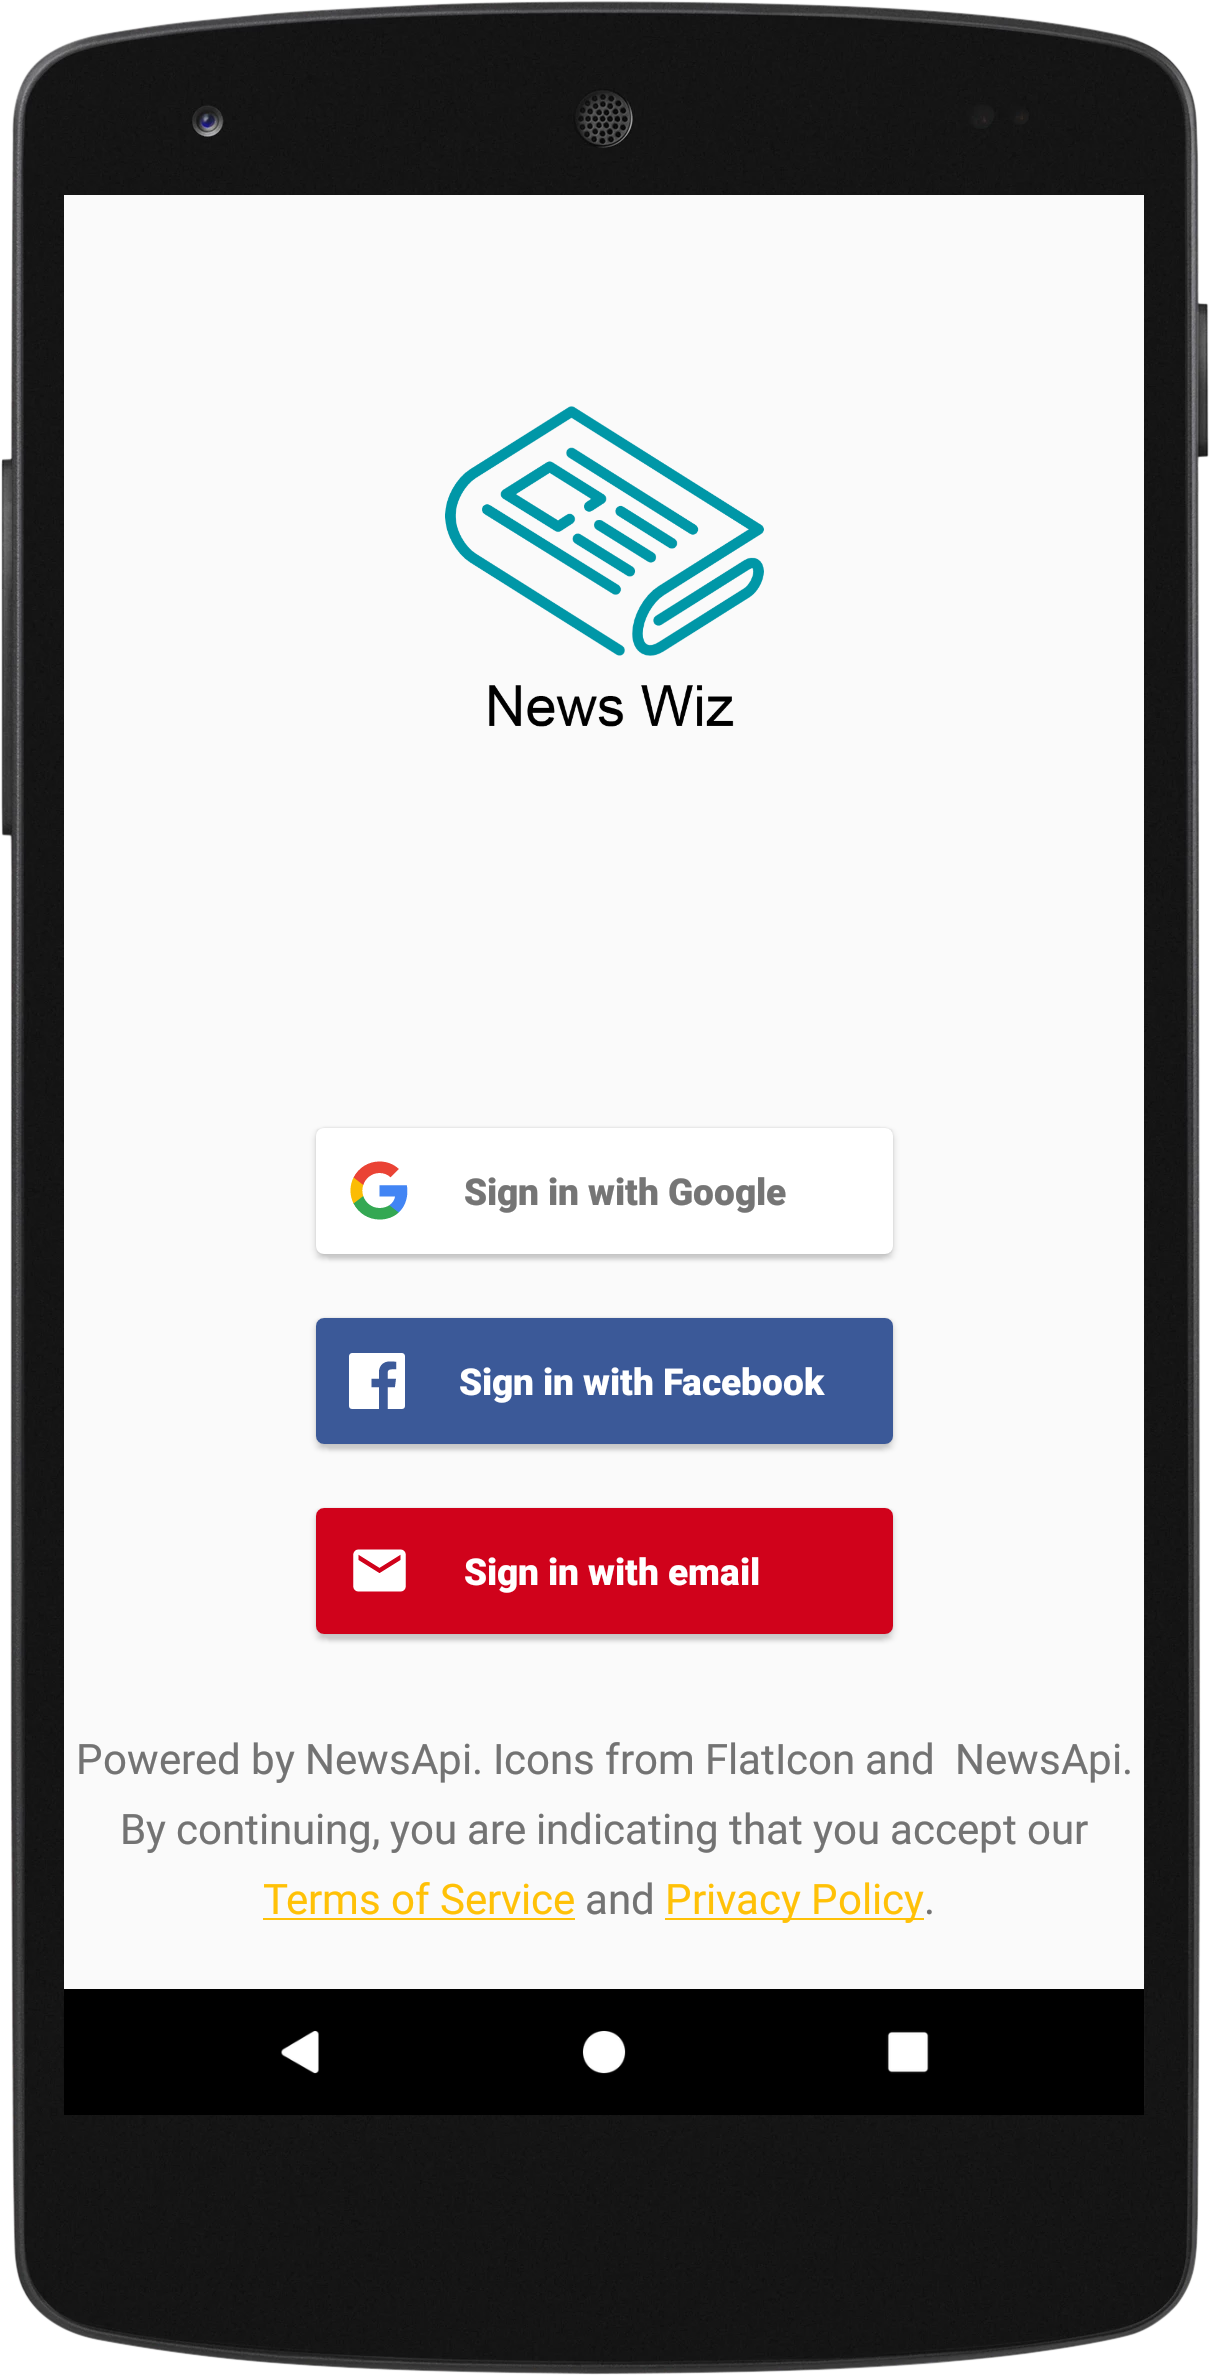 News Wiz
Sign in with Google
Sign in with Facebook
Sign in with email
Powered by NewsApi. Icons from FlatIcon and  NewsApi.
By continuing, you are indicating that you accept our
Terms of Service and Privacy Policy.